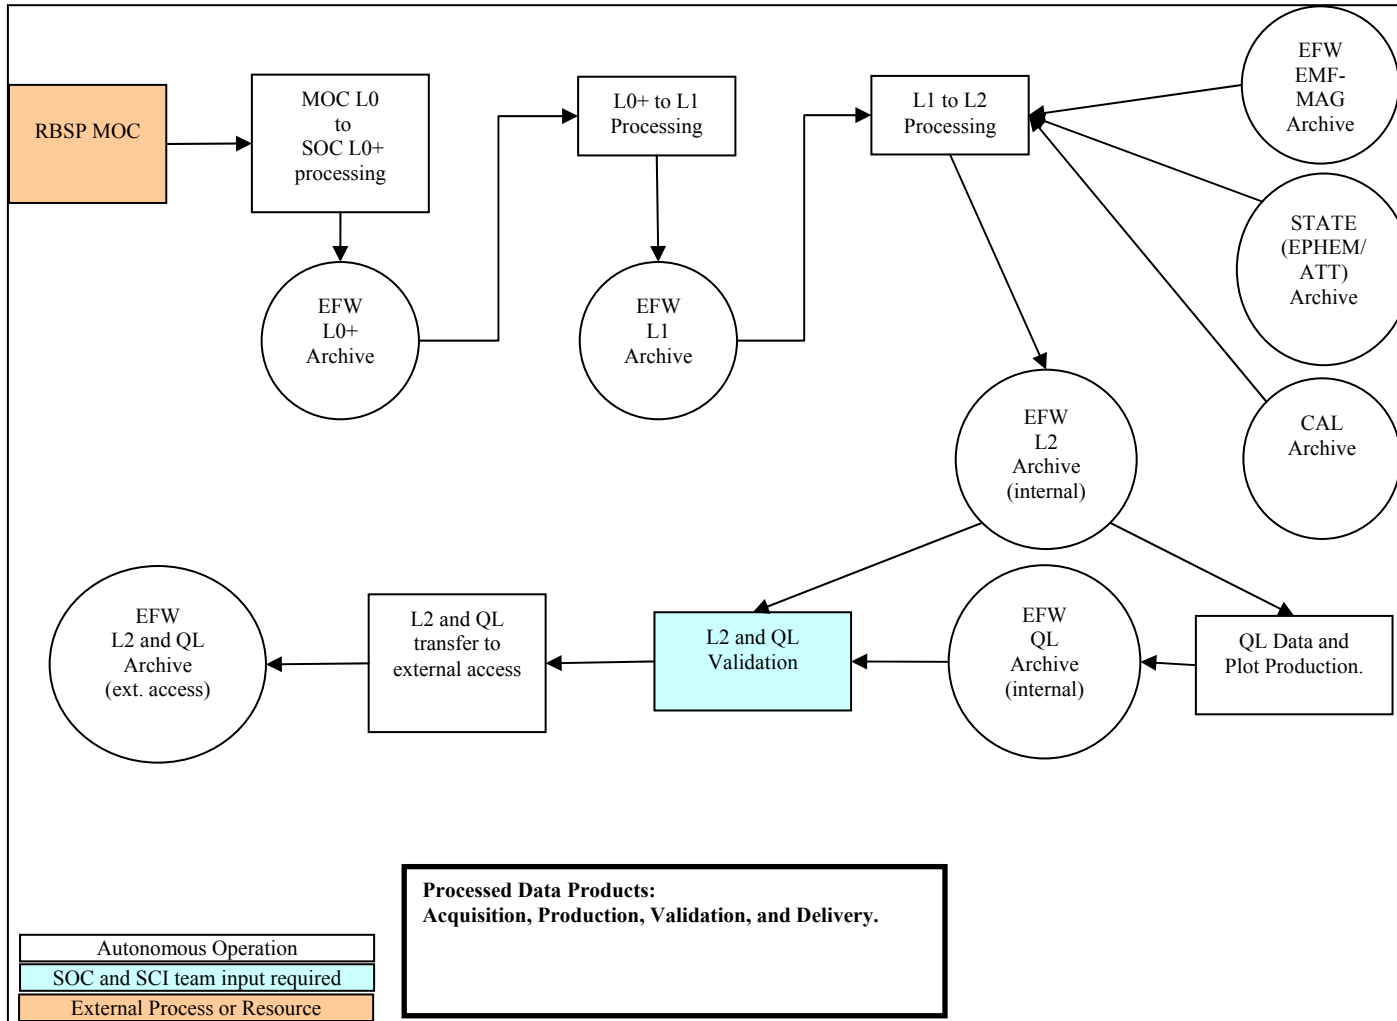 RBSP MOC
MOC L0
to
SOC L0+
processing
L0+ to L1
Processing
L1 to L2
Processing
EFW
EMF-
MAG
Archive
STATE
(EPHEM/
ATT)
Archive
CAL
Archive
EFW
L0+
Archive
EFW
L1
Archive
EFW
L2
Archive
(internal)
EFW
L2 and QL
Archive
(ext. access)
L2 and QL
transfer to
external access
L2 and QL
Validation
EFW
QL
Archive
(internal)
QL Data and
Plot Production.
Processed Data Products:
Acquisition, Production, Validation, and Delivery.
Autonomous Operation
SOC and SCI team input required
External Process or Resource